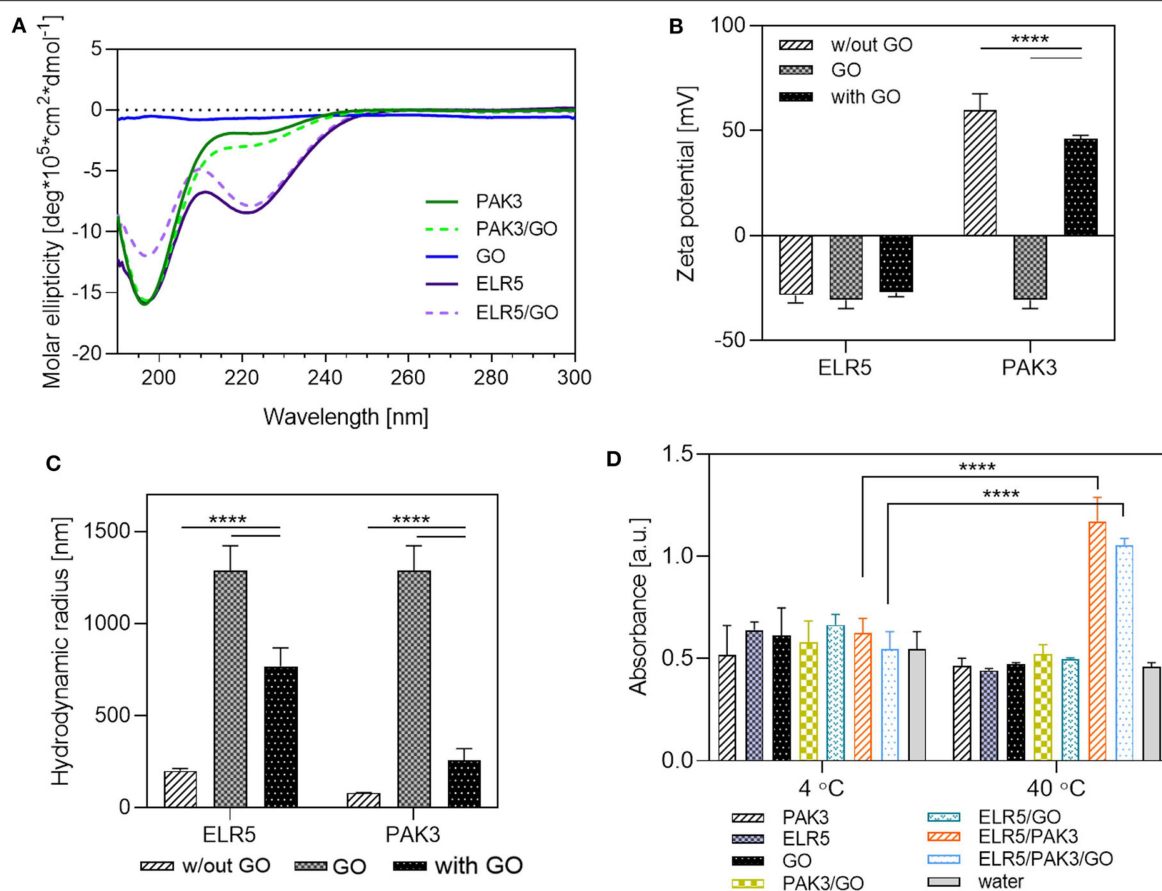 A
5
0
-5
-10
-15
-20
Molar ellipticity [deg*10⁵*cm²*dmol⁻¹]
PAK3
PAK3/GO
GO
ELR5
ELR5/GO
200 220 240 260 280 300
Wavelength [nm]
B
100
50
0
-50
Zeta potential [mV]
w/out GO
GO
with GO
****
ELR5 PAK3
C
1500
1000
500
0
Hydrodynamic radius [nm]
**** ****
ELR5 PAK3
w/out GO GO with GO
D
1.5
1.0
0.5
0.0
Absorbance [a.u.]
****
****
4 °C 40 °C
PAK3 ELR5/GO
ELR5 ELR5/PAK3
GO ELR5/PAK3/GO
PAK3/GO water